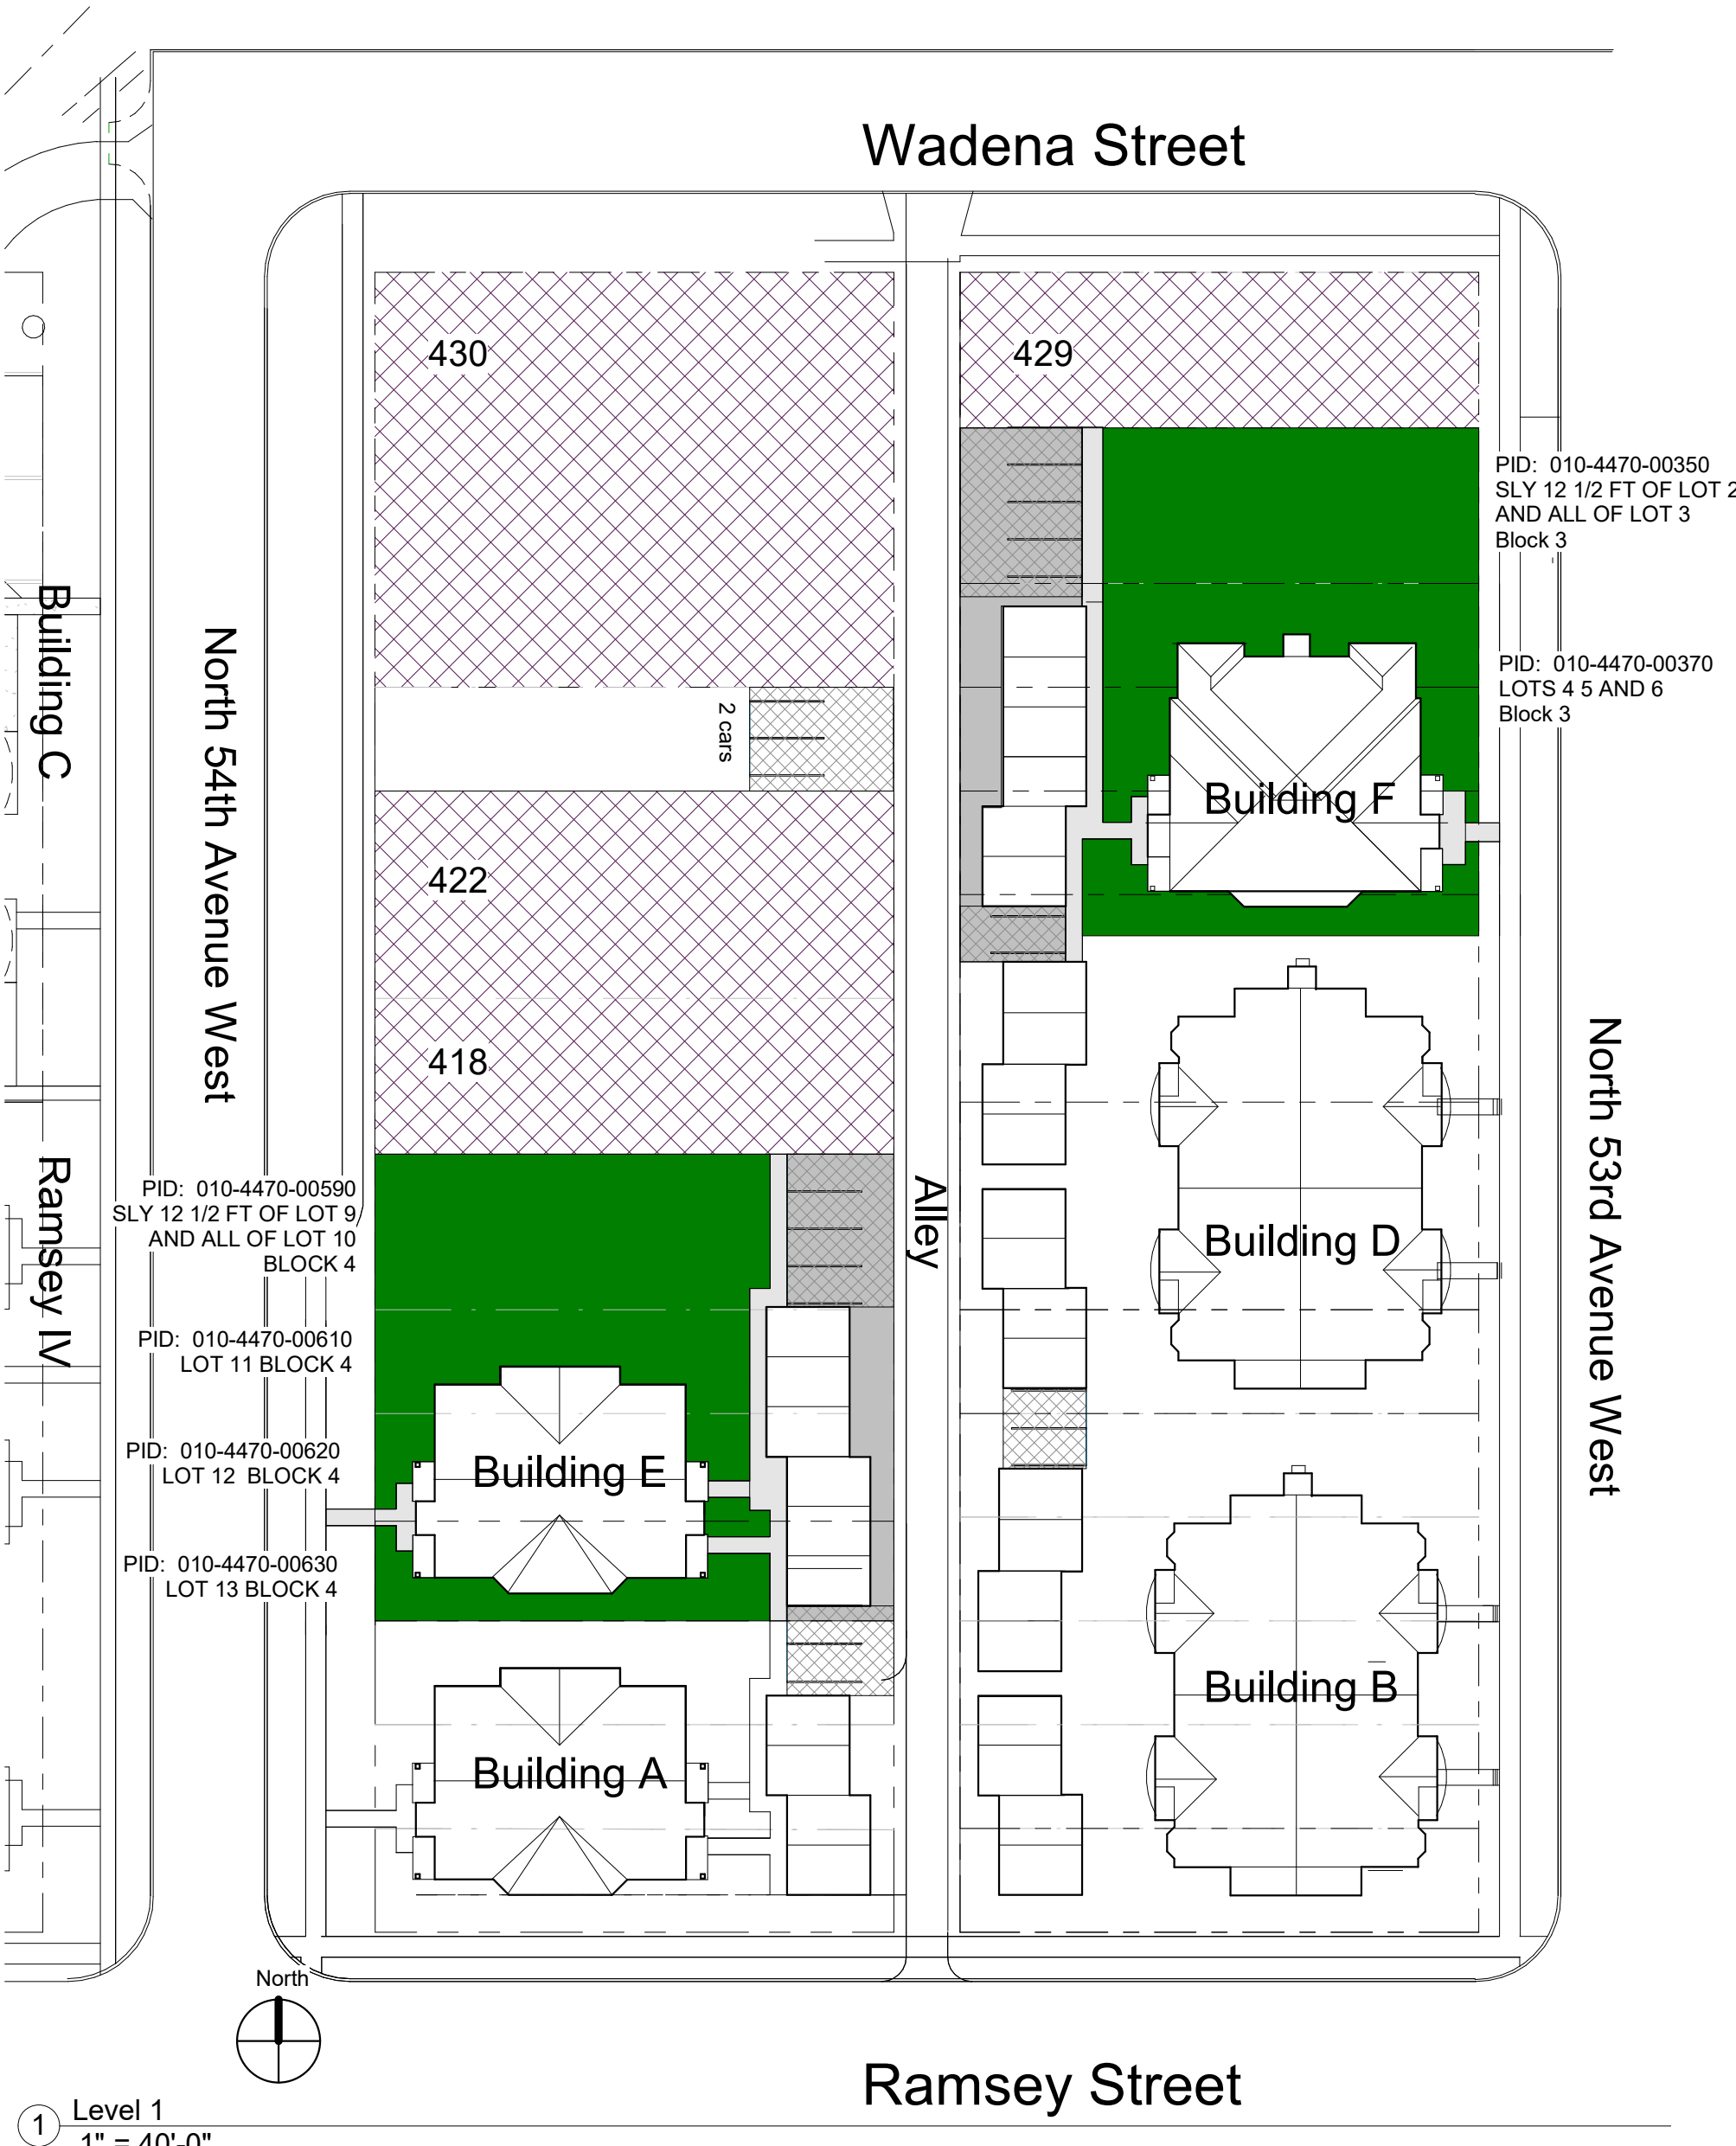 Wadena Street
430
429
PID: 010-4470-00350
SLY 12 1/2 FT OF LOT 2
AND ALL OF LOT 3
Block 3
Building C
North 54th Avenue West
2 cars
PID: 010-4470-00370
LOTS 4 5 AND 6
Block 3
Building F
422
418
North 53rd Avenue West
Ramsey IV
PID: 010-4470-00590
SLY 12 1/2 FT OF LOT 9
AND ALL OF LOT 10
BLOCK 4
Alley
Building D
PID: 010-4470-00610
LOT 11 BLOCK 4
PID: 010-4470-00620
LOT 12 BLOCK 4
Building E
PID: 010-4470-00630
LOT 13 BLOCK 4
Building B
Building A
North
Ramsey Street
1
Level 1
1" = 40'-0"